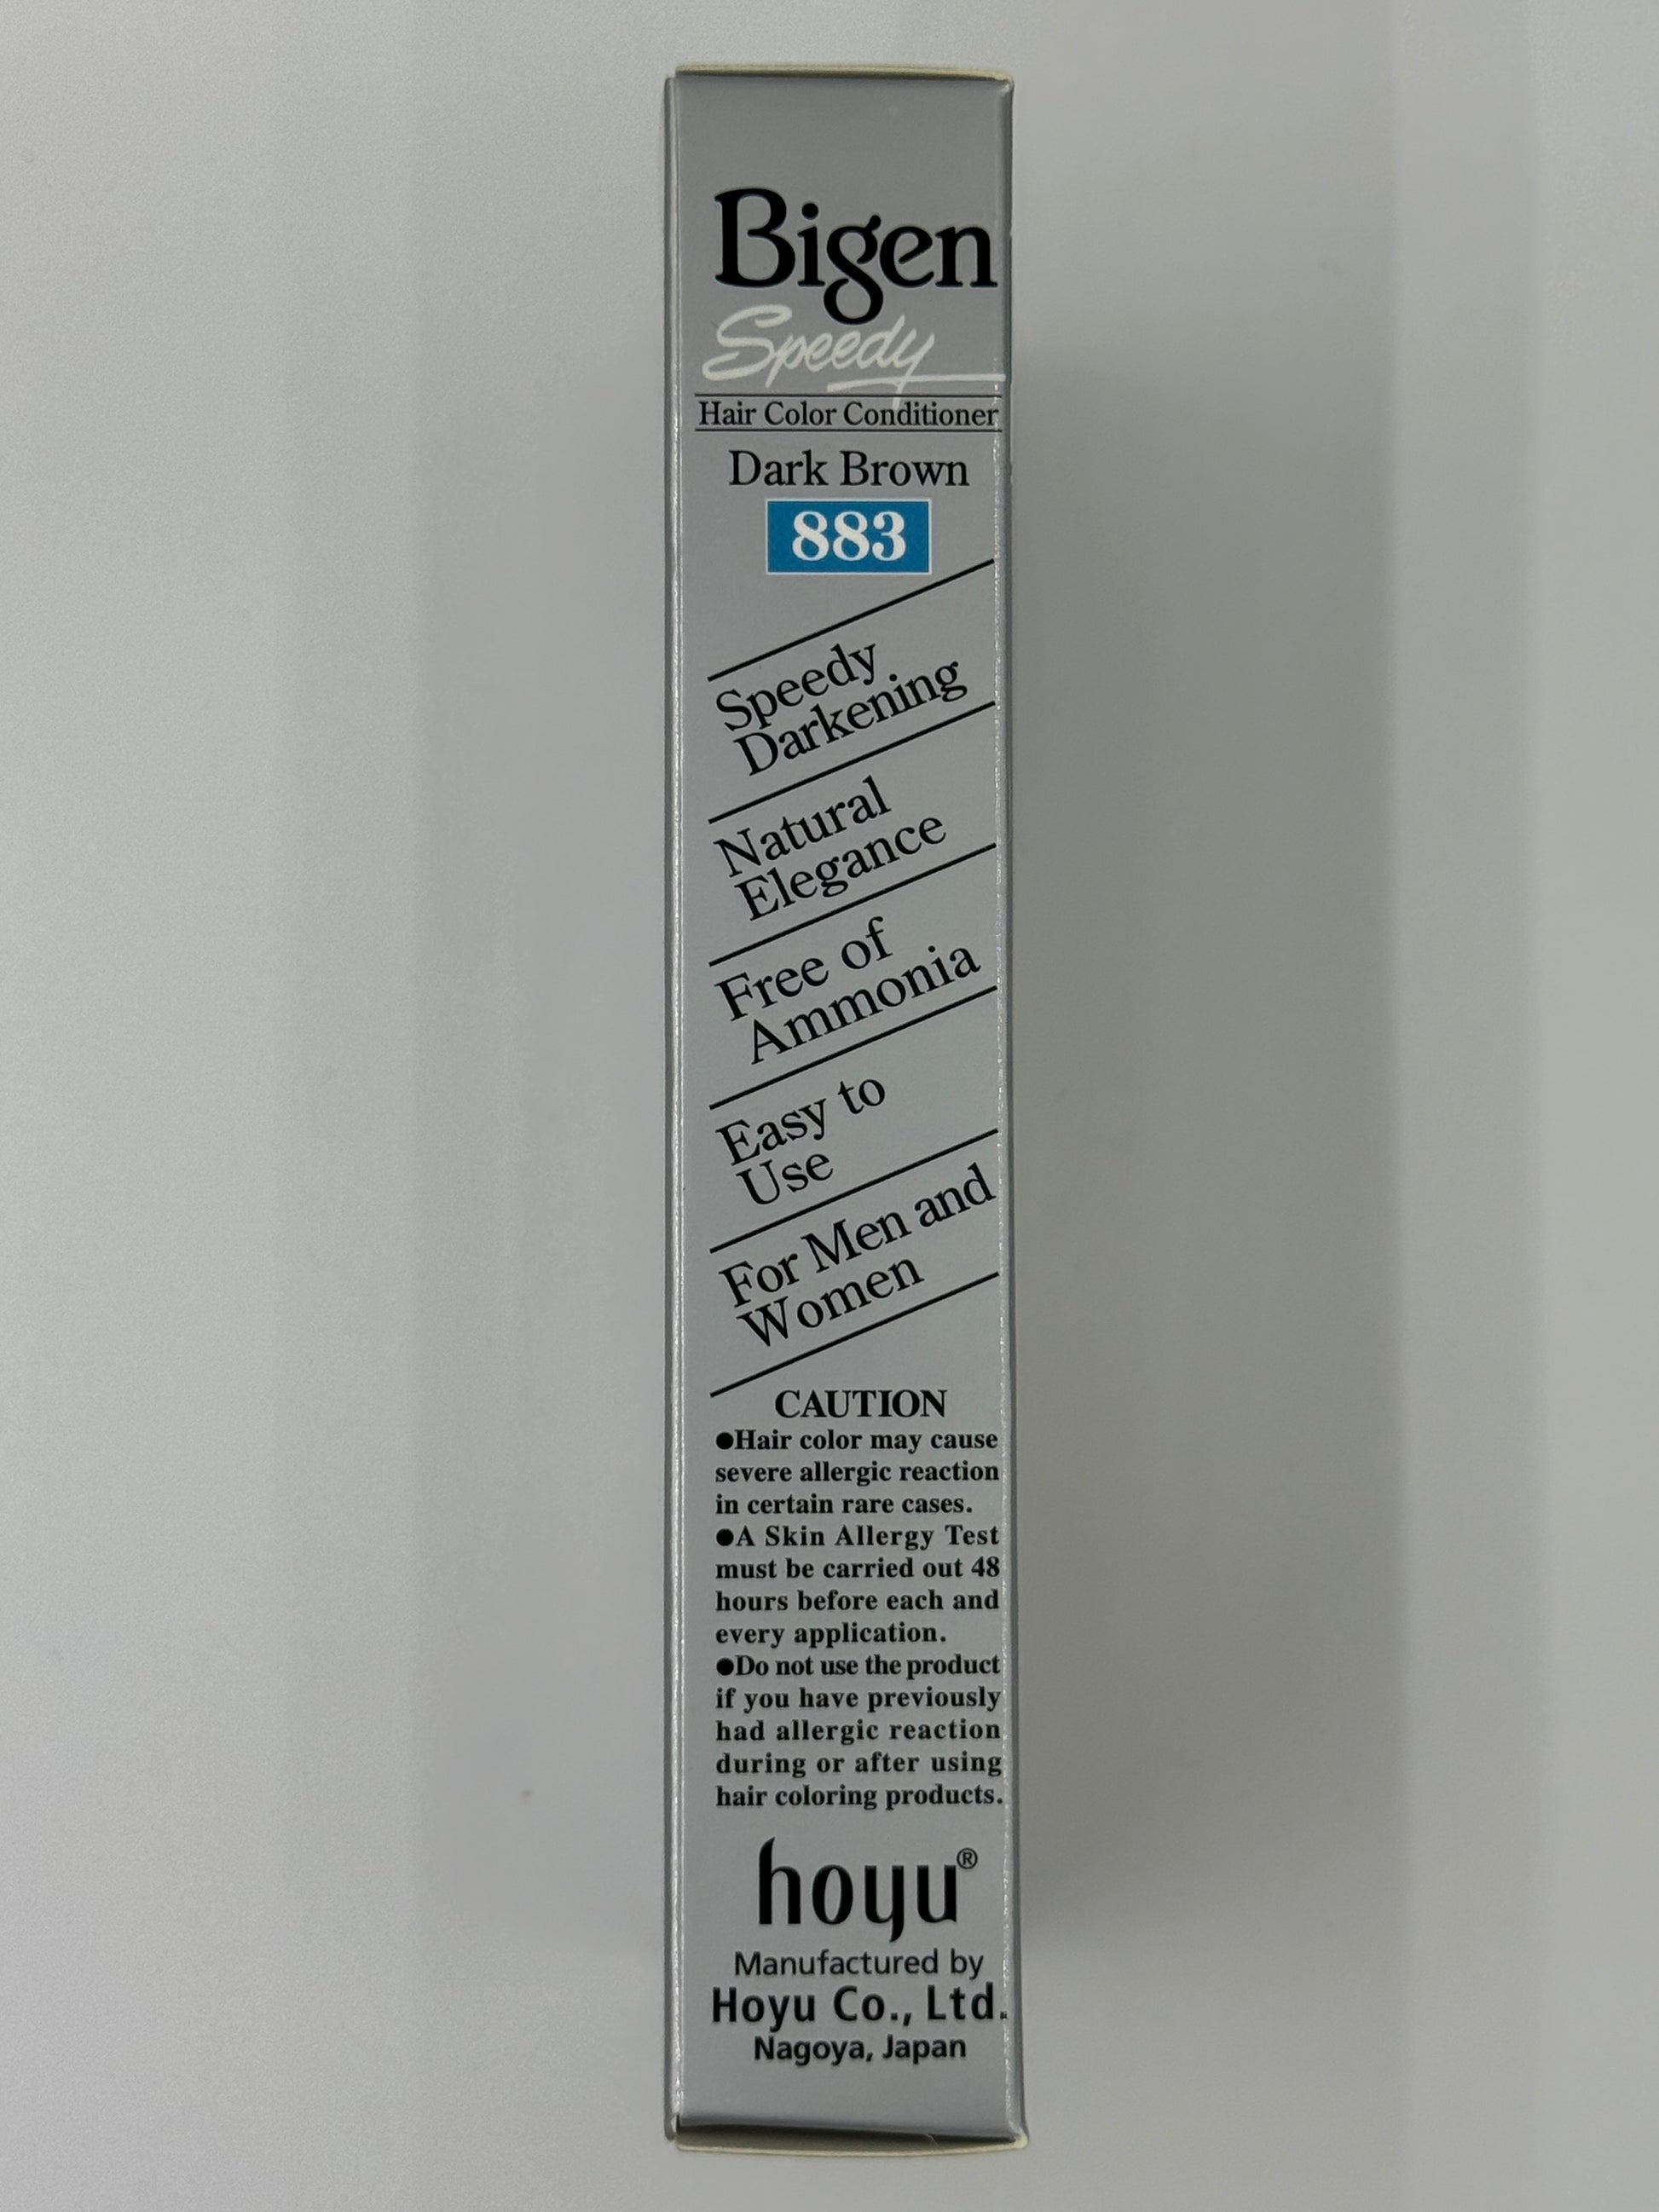 Bigen
Speedy
Hair Color Conditioner
Dark Brown
883
Speedy
Darkening
Natural
Elegance
Free of
Ammonia
Easy to
Use
For Men and
Women
CAUTION
●Hair color may cause
severe allergic reaction
in certain rare cases.
●A Skin Allergy Test
must be carried out 48
hours before each and
every application.
●Do not use the product
if you have previously
had allergic reaction
during or after using
hair coloring products.
hoyu®
Manufactured by
Hoyu Co., Ltd.
Nagoya, Japan